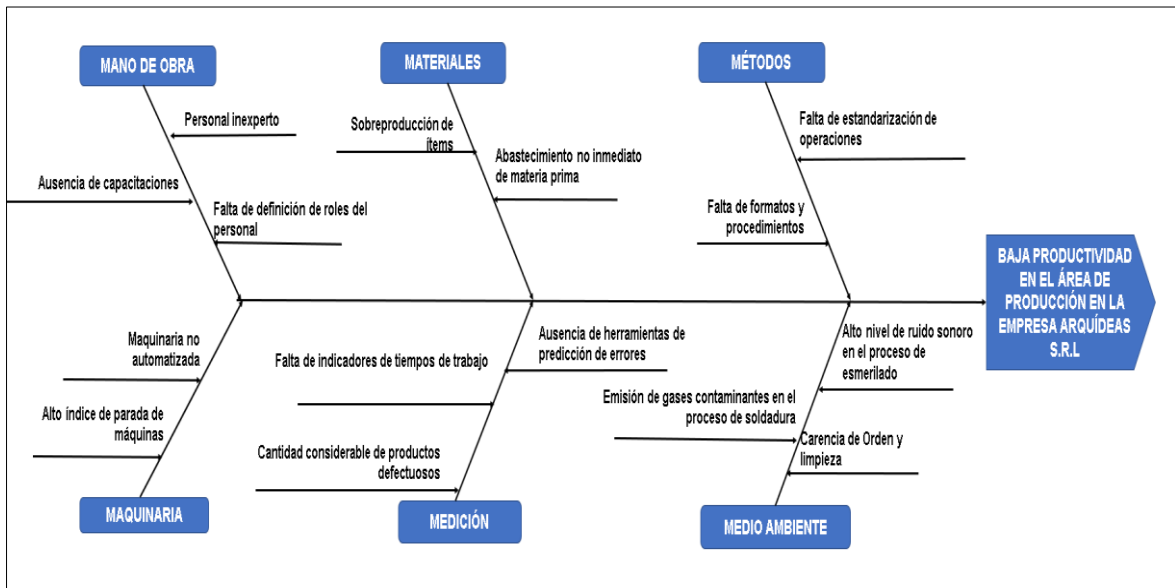 MANO DE OBRA
MATERIALES
MÉTODOS
Personal inexperto
Ausencia de capacitaciones
Falta de definición de roles del
personal
Sobreproducción de
ítems
Abastecimiento no inmediato
de materia prima
Falta de estandarización de
operaciones
Falta de formatos y
procedimientos
BAJA PRODUCTIVIDAD
EN EL ÁREA DE
PRODUCCIÓN EN LA
EMPRESA ARQUÍDEAS
S.R.L
Maquinaria no
automatizada
Alto índice de parada de
máquinas
Ausencia de herramientas de
predicción de errores
Falta de indicadores de tiempos de trabajo
Cantidad considerable de productos
defectuosos
Alto nivel de ruido sonoro
en el proceso de
esmerilado
Emisión de gases contaminantes en el
proceso de soldadura
Carencia de Orden y
limpieza
MAQUINARIA
MEDICIÓN
MEDIO AMBIENTE